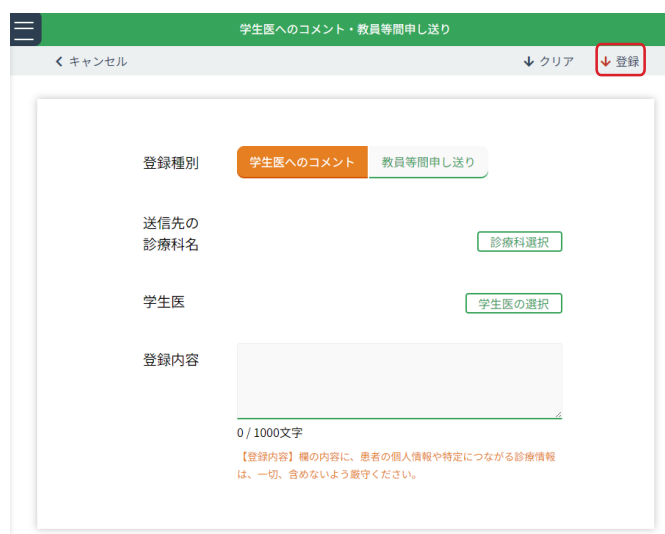 学生医へのコメント・教員等間申し送り
キャンセル
クリア
登録
登録種別
学生医へのコメント
教員等間申し送り
送信先の
診療科名
診療科選択
学生医
学生医の選択
登録内容
0 / 1000文字
【登録内容】欄の内容に、患者の個人情報や特定につながる診療情報
は、一切、含めないよう厳守ください。